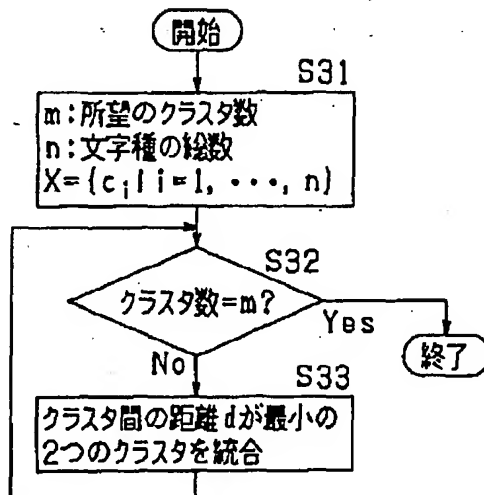 開始
S31
m:所望のクラスタ数
n:文字種の総数
X={c_i|i=1, ・・・, n}
S32
クラスタ数=m?
Yes
終了
No
S33
クラスタ間の距離dが最小の
2つのクラスタを統合